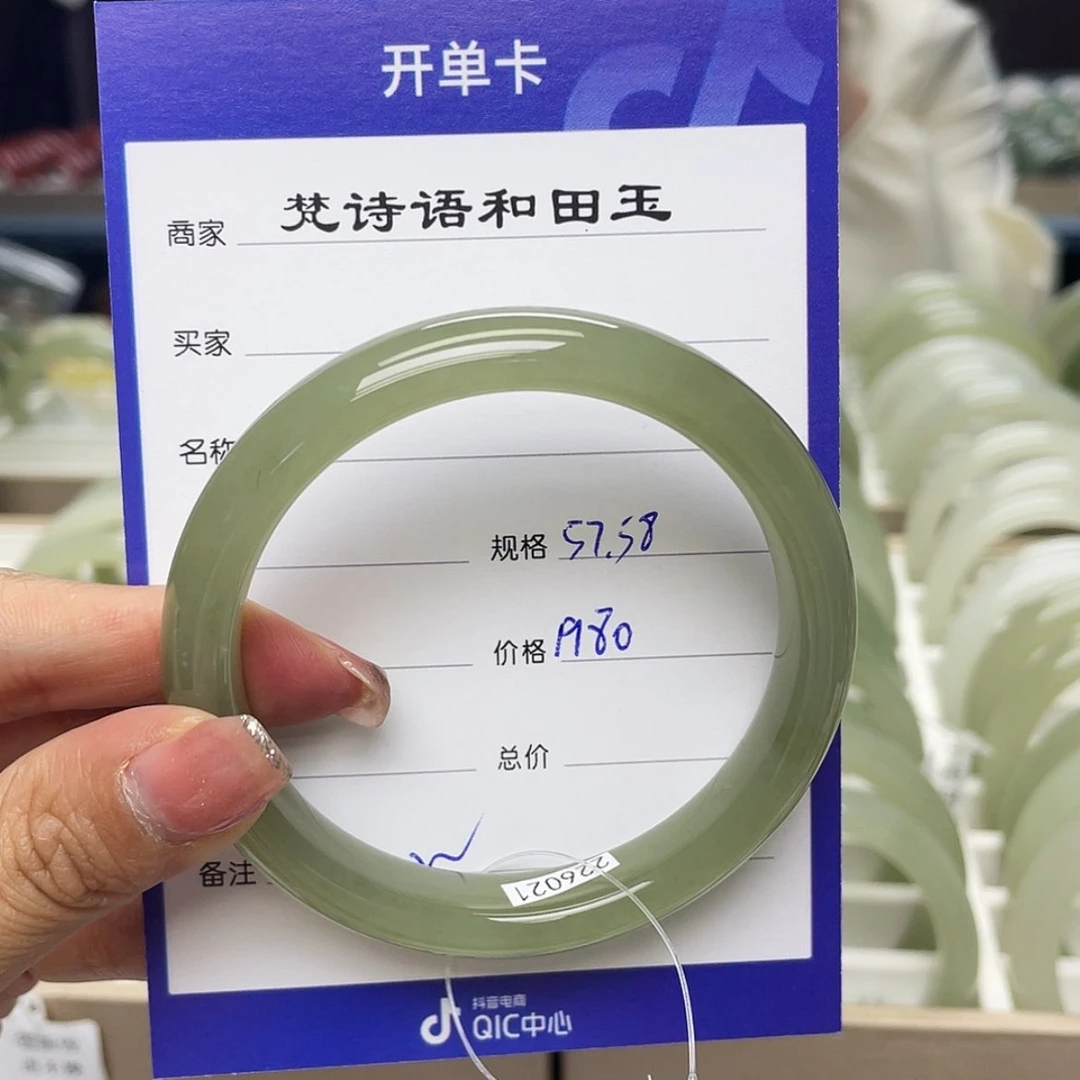 开单卡
商家 梵诗语和田玉
买家
名称
规格 57.58
价格 1980
总价
备注
226021
抖音电商
QIC中心